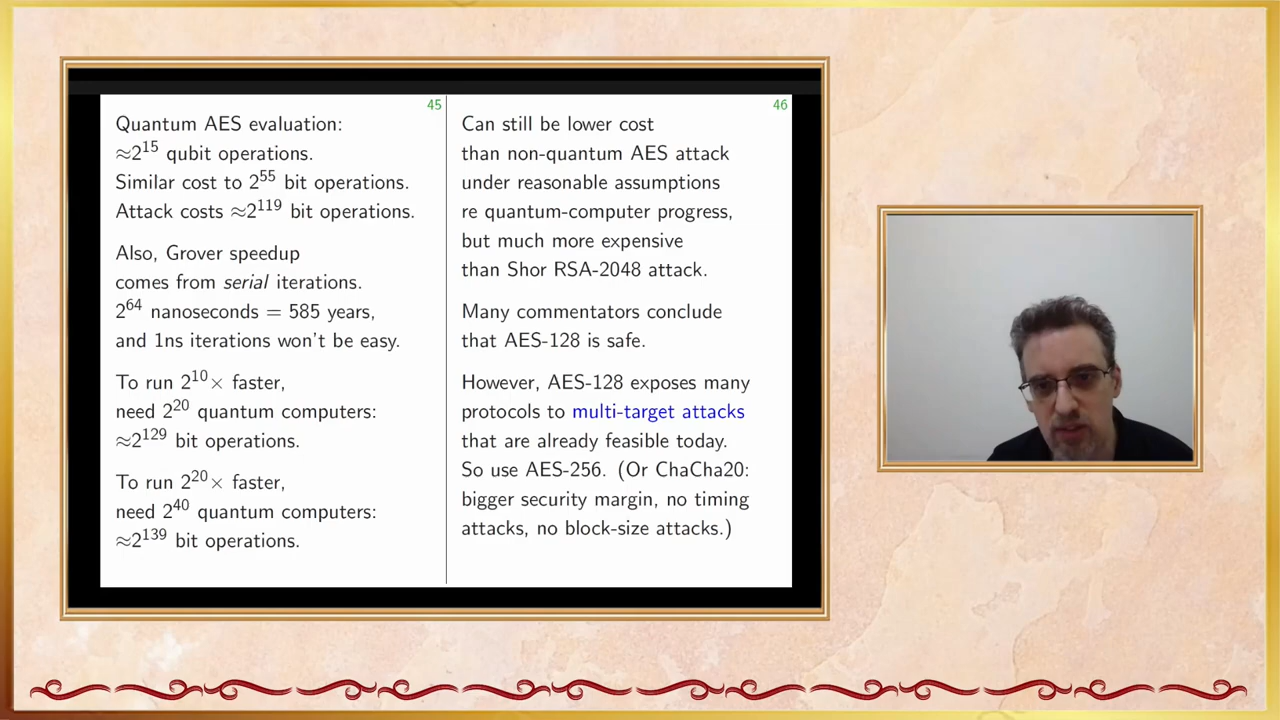 45
Quantum AES evaluation:
≈2^15 qubit operations.
Similar cost to 2^55 bit operations.
Attack costs ≈2^119 bit operations.
Also, Grover speedup
comes from serial iterations.
2^64 nanoseconds = 585 years,
and 1ns iterations won't be easy.
To run 2^10× faster,
need 2^20 quantum computers:
≈2^129 bit operations.
To run 2^20× faster,
need 2^40 quantum computers:
≈2^139 bit operations.
46
Can still be lower cost
than non-quantum AES attack
under reasonable assumptions
re quantum-computer progress,
but much more expensive
than Shor RSA-2048 attack.
Many commentators conclude
that AES-128 is safe.
However, AES-128 exposes many
protocols to multi-target attacks
that are already feasible today.
So use AES-256. (Or ChaCha20:
bigger security margin, no timing
attacks, no block-size attacks.)